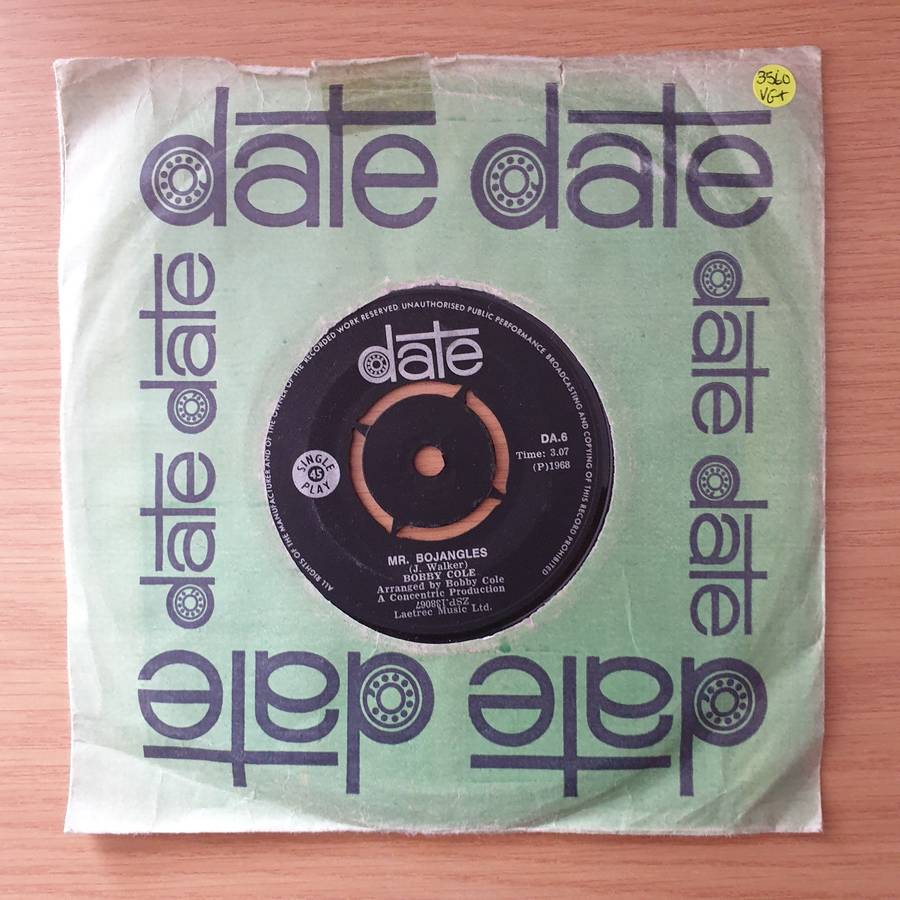 date date
3560
VG+
date date
date date
date date
ALL RIGHTS OF THE MANUFACTURER AND OF THE OWNER OF THE RECORDED WORK RESERVED UNAUTHORISED PUBLIC PERFORMANCE BROADCASTING AND COPYING OF THIS RECORD PROHIBITED
date
SINGLE
45
PLAY
DA.6
Time: 3.07
(P)1968
MR. BOJANGLES
(J. Walker)
BOBBY COLE
Arranged by Bobby Cole
A Concentric Production
ZSP.138067
Laetrec Music Ltd.